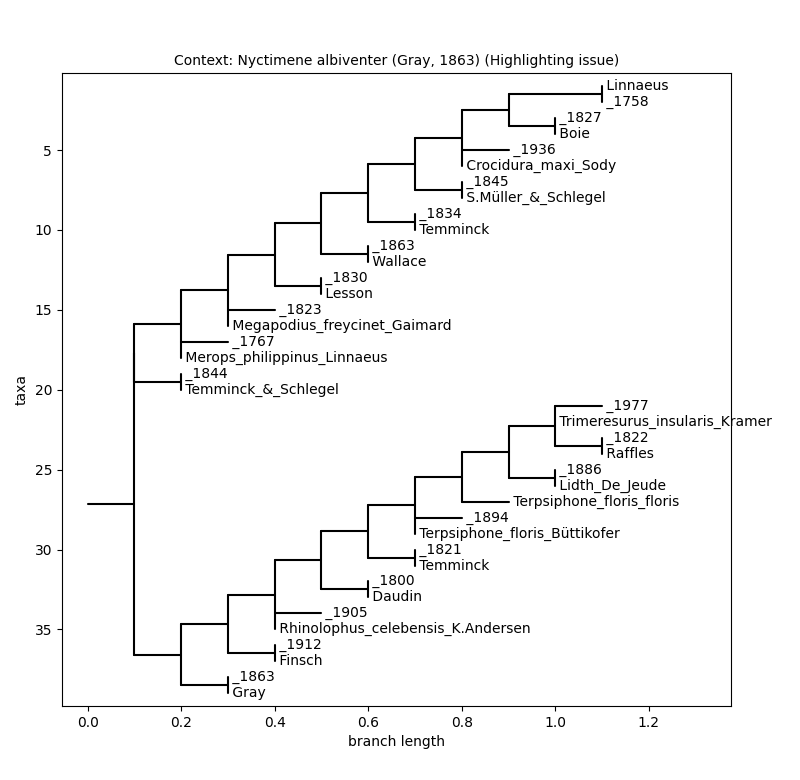 Context: Nyctimene albiventer (Gray, 1863) (Highlighting issue)
Linnaeus
_1758
_1827
Boie
_1936
Crocidura_maxi_Sody
_1845
S.Müller_&_Schlegel
_1834
Temminck
_1863
Wallace
_1830
Lesson
_1823
Megapodius_freycinet_Gaimard
_1767
Merops_philippinus_Linnaeus
_1844
Temminck_&_Schlegel
_1977
Trimeresurus_insularis_Kramer
_1822
Raffles
_1886
Lidth_De_Jeude
Terpsiphone_floris_floris
_1894
Terpsiphone_floris_Büttikofer
_1821
Temminck
_1800
Daudin
_1905
Rhinolophus_celebensis_K.Andersen
_1912
Finsch
_1863
Gray
5
10
15
20
25
30
35
taxa
0.0 0.2 0.4 0.6 0.8 1.0 1.2
branch length